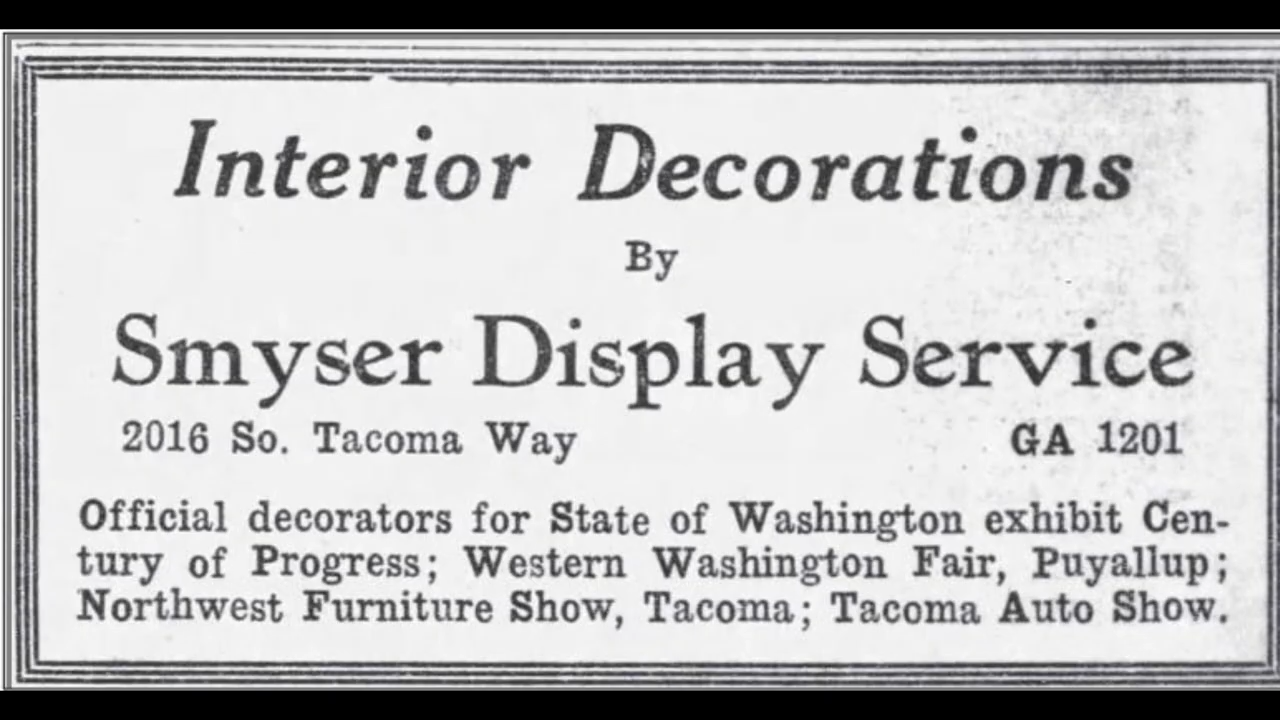 Interior Decorations
By
Smyser Display Service
2016 So. Tacoma Way GA 1201
Official decorators for State of Washington exhibit Cen-
tury of Progress; Western Washington Fair, Puyallup;
Northwest Furniture Show, Tacoma; Tacoma Auto Show.